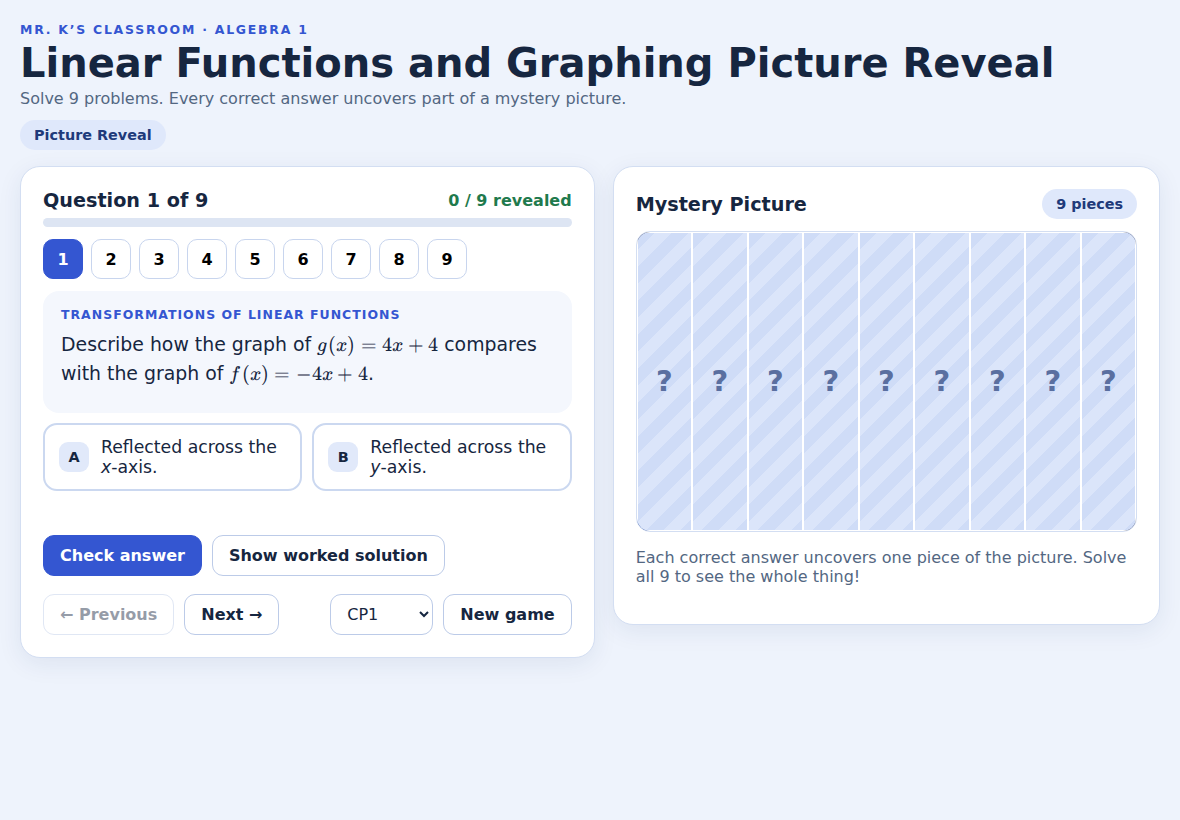 MR. K'S CLASSROOM · ALGEBRA 1
Linear Functions and Graphing Picture Reveal
Solve 9 problems. Every correct answer uncovers part of a mystery picture.
Picture Reveal
Question 1 of 9
0 / 9 revealed
1 2 3 4 5 6 7 8 9
TRANSFORMATIONS OF LINEAR FUNCTIONS
Describe how the graph of g(x) = 4x + 4 compares
with the graph of f(x) = −4x + 4.
A
Reflected across the
x-axis.
B
Reflected across the
y-axis.
Check answer
Show worked solution
← Previous
Next →
CP1
New game
Mystery Picture
9 pieces
? ? ? ? ? ? ? ? ?
Each correct answer uncovers one piece of the picture. Solve
all 9 to see the whole thing!